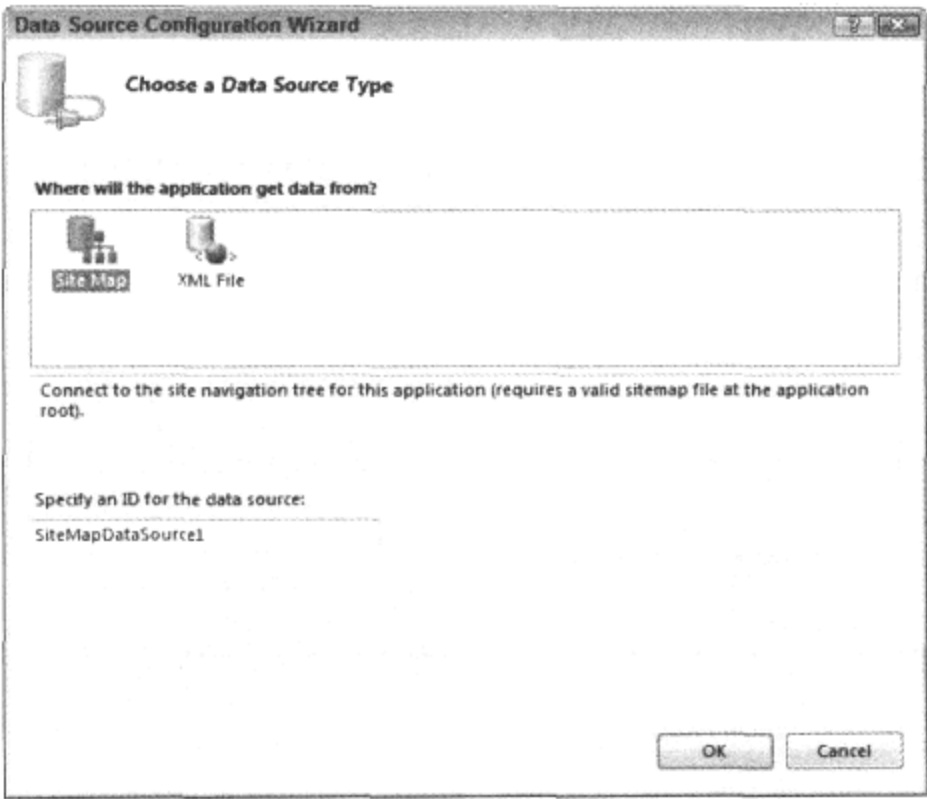 Data Source Configuration Wizard
Choose a Data Source Type
Where will the application get data from?
Site Map XML File
Connect to the site navigation tree for this application (requires a valid sitemap file at the application
root).
Specify an ID for the data source:
SiteMapDataSource1
OK Cancel